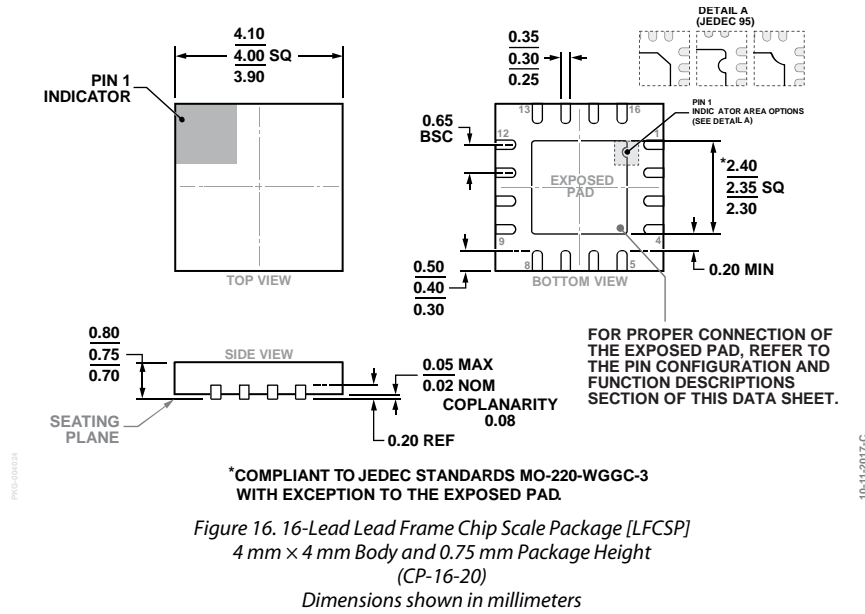 DETAIL A
(JEDEC 95)
4.10
4.00 SQ
3.90
0.35
0.30
0.25
PIN 1
INDICATOR
PIN 1
INDIC ATOR AREA OPTIONS
(SEE DETAIL A)
13
16
0.65
BSC
12
1
EXPOSED
PAD
*2.40
2.35 SQ
2.30
9
4
8
5
0.50
0.40
0.30
0.20 MIN
TOP VIEW
BOTTOM VIEW
FOR PROPER CONNECTION OF
THE EXPOSED PAD, REFER TO
THE PIN CONFIGURATION AND
FUNCTION DESCRIPTIONS
SECTION OF THIS DATA SHEET.
0.80
0.75
0.70
SIDE VIEW
0.05 MAX
0.02 NOM
COPLANARITY
0.08
0.20 REF
SEATING
PLANE
PKG-004024
10-11-2017-C
*COMPLIANT TO JEDEC STANDARDS MO-220-WGGC-3
WITH EXCEPTION TO THE EXPOSED PAD.
Figure 16. 16-Lead Lead Frame Chip Scale Package [LFCSP]
4 mm × 4 mm Body and 0.75 mm Package Height
(CP-16-20)
Dimensions shown in millimeters